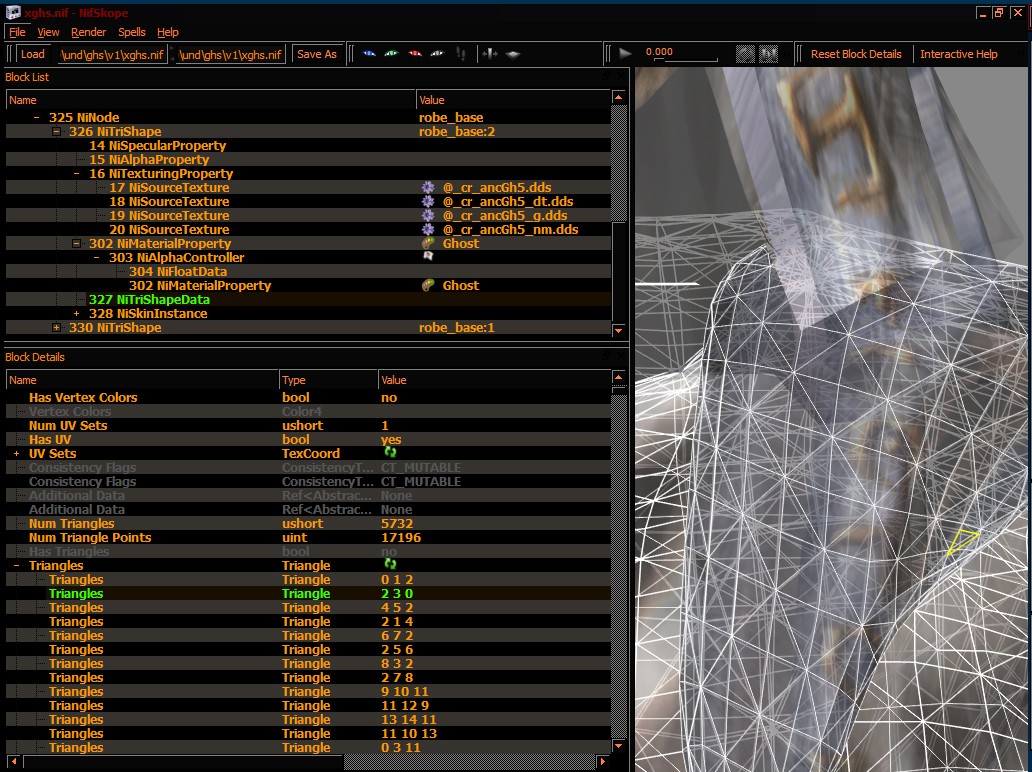 xghs.nif - NifSkope
File View Render Spells Help
Load \und\ghs\v1\xghs.nif \und\ghs\v1\xghs.nif Save As 0.000 Reset Block Details Interactive Help
Block List
Name Value
325 NiNode robe_base
326 NiTriShape robe_base:2
14 NiSpecularProperty
15 NiAlphaProperty
16 NiTexturingProperty
17 NiSourceTexture @_cr_ancGh5.dds
18 NiSourceTexture @_cr_ancGh5_dt.dds
19 NiSourceTexture @_cr_ancGh5_g.dds
20 NiSourceTexture @_cr_ancGh5_nm.dds
302 NiMaterialProperty Ghost
303 NiAlphaController
304 NiFloatData
302 NiMaterialProperty Ghost
327 NiTriShapeData
328 NiSkinInstance
330 NiTriShape robe_base:1
Block Details
Name Type Value
Has Vertex Colors bool no
Vertex Colors Color4
Num UV Sets ushort 1
Has UV bool yes
UV Sets TexCoord
Consistency Flags ConsistencyT... CT_MUTABLE
Consistency Flags ConsistencyT... CT_MUTABLE
Additional Data Ref<Abstrac... None
Additional Data Ref<Abstrac... None
Num Triangles ushort 5732
Num Triangle Points uint 17196
Has Triangles bool no
Triangles Triangle
Triangles Triangle 0 1 2
Triangles Triangle 2 3 0
Triangles Triangle 4 5 2
Triangles Triangle 2 1 4
Triangles Triangle 6 7 2
Triangles Triangle 2 5 6
Triangles Triangle 8 3 2
Triangles Triangle 2 7 8
Triangles Triangle 9 10 11
Triangles Triangle 11 12 9
Triangles Triangle 13 14 11
Triangles Triangle 11 10 13
Triangles Triangle 0 3 11